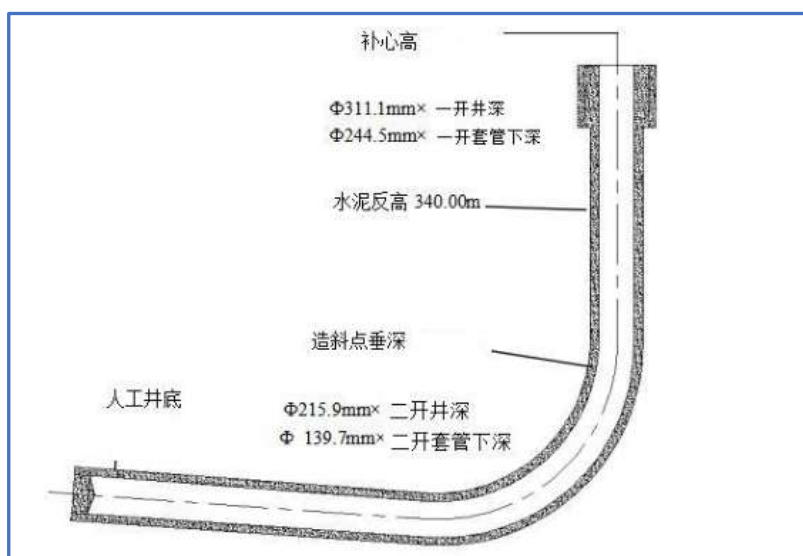 补心高
Φ311.1mm× 一开井深
Φ244.5mm× 一开套管下深
水泥反高 340.00m
造斜点垂深
人工井底
Φ215.9mm× 二开井深
Φ 139.7mm× 二开套管下深